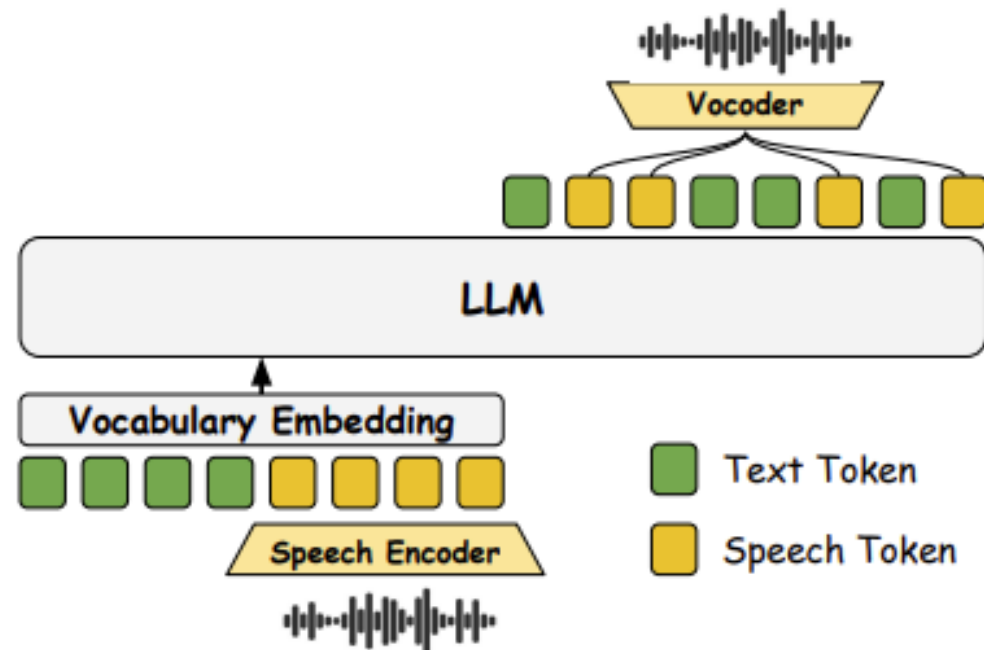 Vocoder
LLM
Vocabulary Embedding
Text Token
Speech Token
Speech Encoder